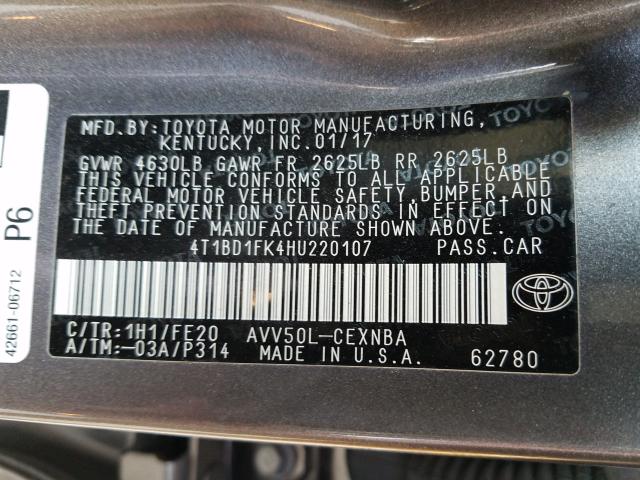 MFD.BY:TOYOTA MOTOR MANUFACTURING,
KENTUCKY,INC.01/17
GVWR 4630LB GAWR FR 2625LB RR 2625LB
THIS VEHICLE CONFORMS TO ALL APPLICABLE
FEDERAL MOTOR VEHICLE SAFETY,BUMPER,AND
THEFT PREVENTION STANDARDS IN EFFECT ON
THE DATE OF MANUFACTURE SHOWN ABOVE.
4T1BD1FK4HU220107 PASS.CAR
C/TR:1H1/FE20 AVV50L-CEXNBA
A/TM:-03A/P314 MADE IN U.S.A. 62780
P6
42661-06712